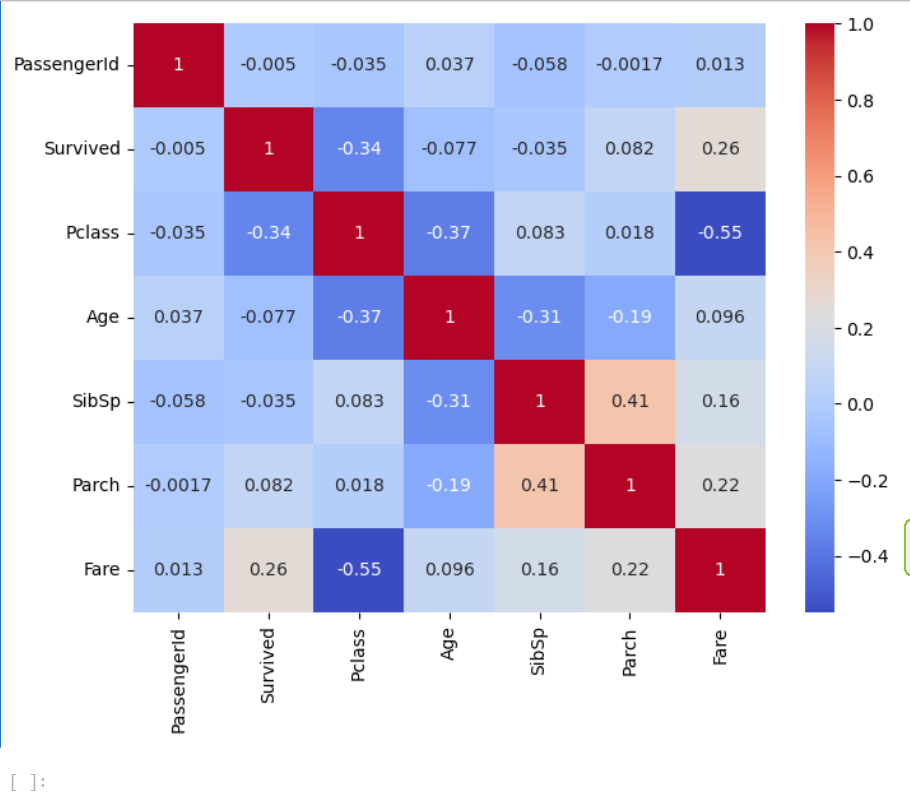 PassengerId 1 -0.005 -0.035 0.037 -0.058 -0.0017 0.013
Survived -0.005 1 -0.34 -0.077 -0.035 0.082 0.26
Pclass -0.035 -0.34 1 -0.37 0.083 0.018 -0.55
Age 0.037 -0.077 -0.37 1 -0.31 -0.19 0.096
SibSp -0.058 -0.035 0.083 -0.31 1 0.41 0.16
Parch -0.0017 0.082 0.018 -0.19 0.41 1 0.22
Fare 0.013 0.26 -0.55 0.096 0.16 0.22 1
PassengerId Survived Pclass Age SibSp Parch Fare
1.0
0.8
0.6
0.4
0.2
0.0
−0.2
−0.4
[ ]: